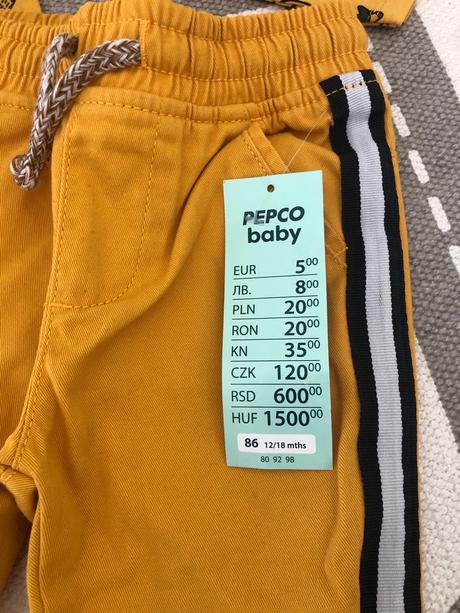 PEPCO
baby
EUR 5⁰⁰
ЛВ. 8⁰⁰
PLN 20⁰⁰
RON 20⁰⁰
KN 35⁰⁰
CZK 120⁰⁰
RSD 600⁰⁰
HUF 1500⁰⁰
86 12/18 mths
80 92 98